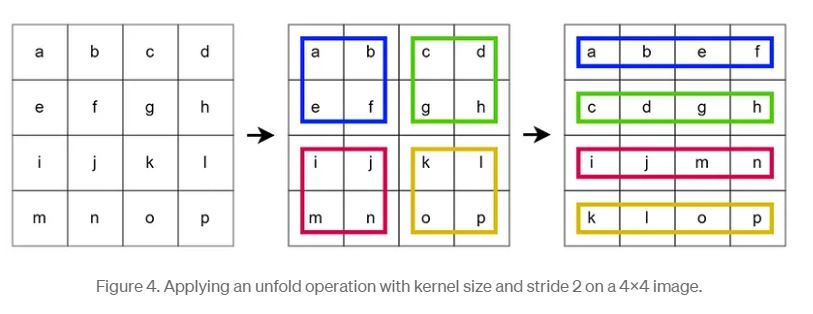 a b c d
e f g h
i j k l
m n o p
a b c d
e f g h
i j k l
m n o p
a b e f
c d g h
i j m n
k l o p
Figure 4. Applying an unfold operation with kernel size and stride 2 on a 4×4 image.